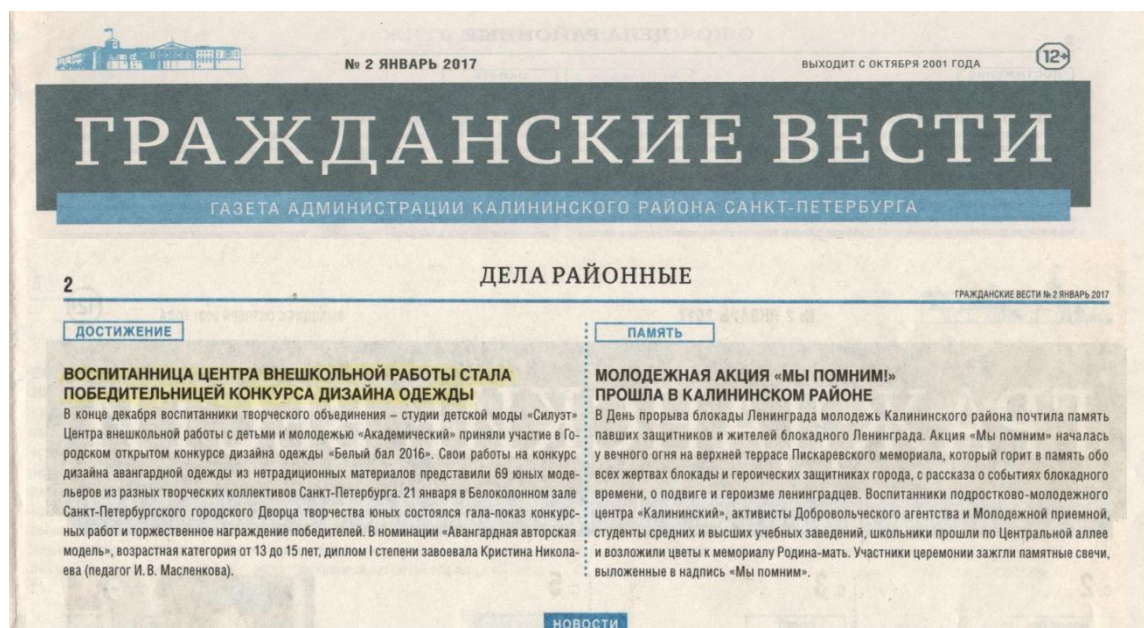 № 2 ЯНВАРЬ 2017
ВЫХОДИТ С ОКТЯБРЯ 2001 ГОДА
12+
ГРАЖДАНСКИЕ ВЕСТИ
ГАЗЕТА АДМИНИСТРАЦИИ КАЛИНИНСКОГО РАЙОНА САНКТ-ПЕТЕРБУРГА
2
ДЕЛА РАЙОННЫЕ
ГРАЖДАНСКИЕ ВЕСТИ № 2 ЯНВАРЬ 2017
ДОСТИЖЕНИЕ
ВОСПИТАННИЦА ЦЕНТРА ВНЕШКОЛЬНОЙ РАБОТЫ СТАЛА
ПОБЕДИТЕЛЬНИЦЕЙ КОНКУРСА ДИЗАЙНА ОДЕЖДЫ
В конце декабря воспитанники творческого объединения – студии детской моды «Силуэт»
Центра внешкольной работы с детьми и молодежью «Академический» приняли участие в Го-
родском открытом конкурсе дизайна одежды «Белый бал 2016». Свои работы на конкурс
дизайна авангардной одежды из нетрадиционных материалов представили 69 юных моде-
льеров из разных творческих коллективов Санкт-Петербурга. 21 января в Белоколонном зале
Санкт-Петербургского городского Дворца творчества юных состоялся гала-показ конкурс-
ных работ и торжественное награждение победителей. В номинации «Авангардная авторская
модель», возрастная категория от 13 до 15 лет, диплом I степени завоевала Кристина Никола-
ева (педагог И. В. Масленкова).
ПАМЯТЬ
МОЛОДЕЖНАЯ АКЦИЯ «МЫ ПОМНИМ!»
ПРОШЛА В КАЛИНИНСКОМ РАЙОНЕ
В День прорыва блокады Ленинграда молодежь Калининского района почтила память
павших защитников и жителей блокадного Ленинграда. Акция «Мы помним» началась
у вечного огня на верхней террасе Пискаревского мемориала, который горит в память обо
всех жертвах блокады и героических защитниках города, с рассказа о событиях блокадного
времени, о подвиге и героизме ленинградцев. Воспитанники подростково-молодежного
центра «Калининский», активисты Добровольческого агентства и Молодежной приемной,
студенты средних и высших учебных заведений, школьники прошли по Центральной аллее
и возложили цветы к мемориалу Родина-мать. Участники церемонии зажгли памятные свечи,
выложенные в надпись «Мы помним».
НОВОСТИ